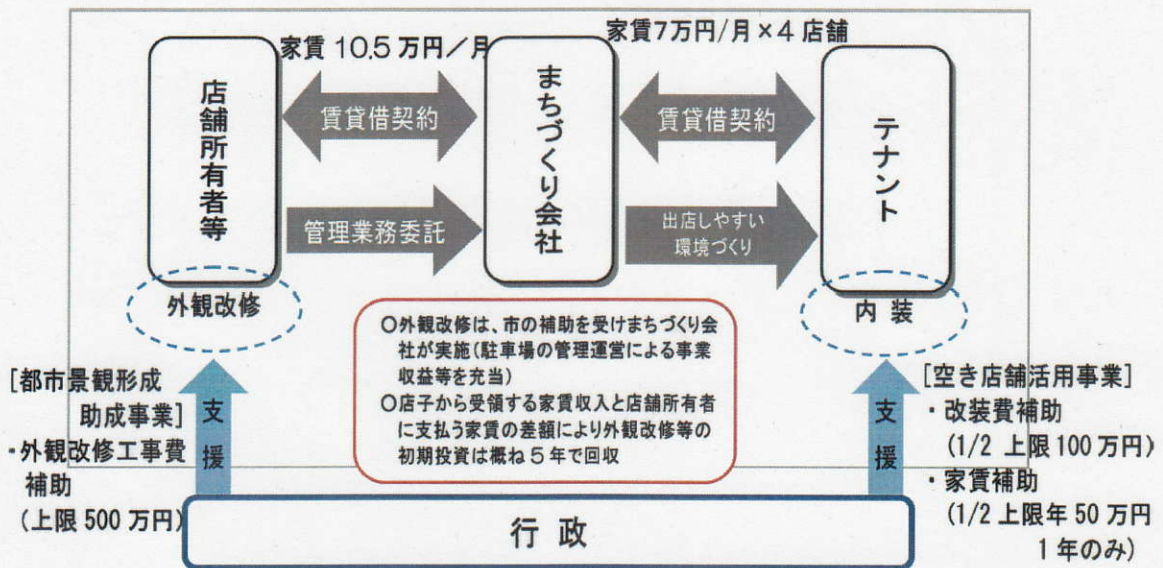 家賃 10.5 万円／月
家賃7万円/月×4 店舗
店舗所有者等
賃貸借契約
まちづくり会社
賃貸借契約
テナント
管理業務委託
出店しやすい
環境づくり
外観改修
内 装
○外観改修は、市の補助を受けまちづくり会
社が実施(駐車場の管理運営による事業
収益等を充当)
○店子から受領する家賃収入と店舗所有者
に支払う家賃の差額により外観改修等の
初期投資は概ね5年で回収
[都市景観形成
助成事業]
・外観改修工事費
補助
(上限 500 万円)
支援
支援
[空き店舗活用事業]
・改装費補助
(1/2 上限 100 万円)
・家賃補助
(1/2 上限年 50 万円
1 年のみ)
行 政